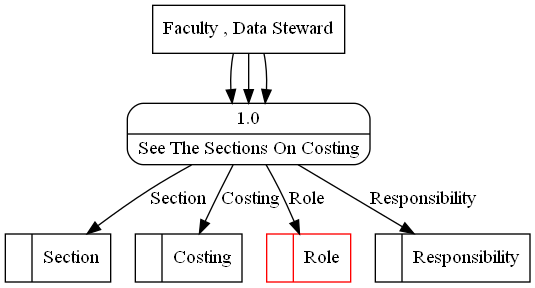 Faculty , Data Steward
1.0
See The Sections On Costing
Section
Costing
Role
Responsibility
Section
Costing
Role
Responsibility